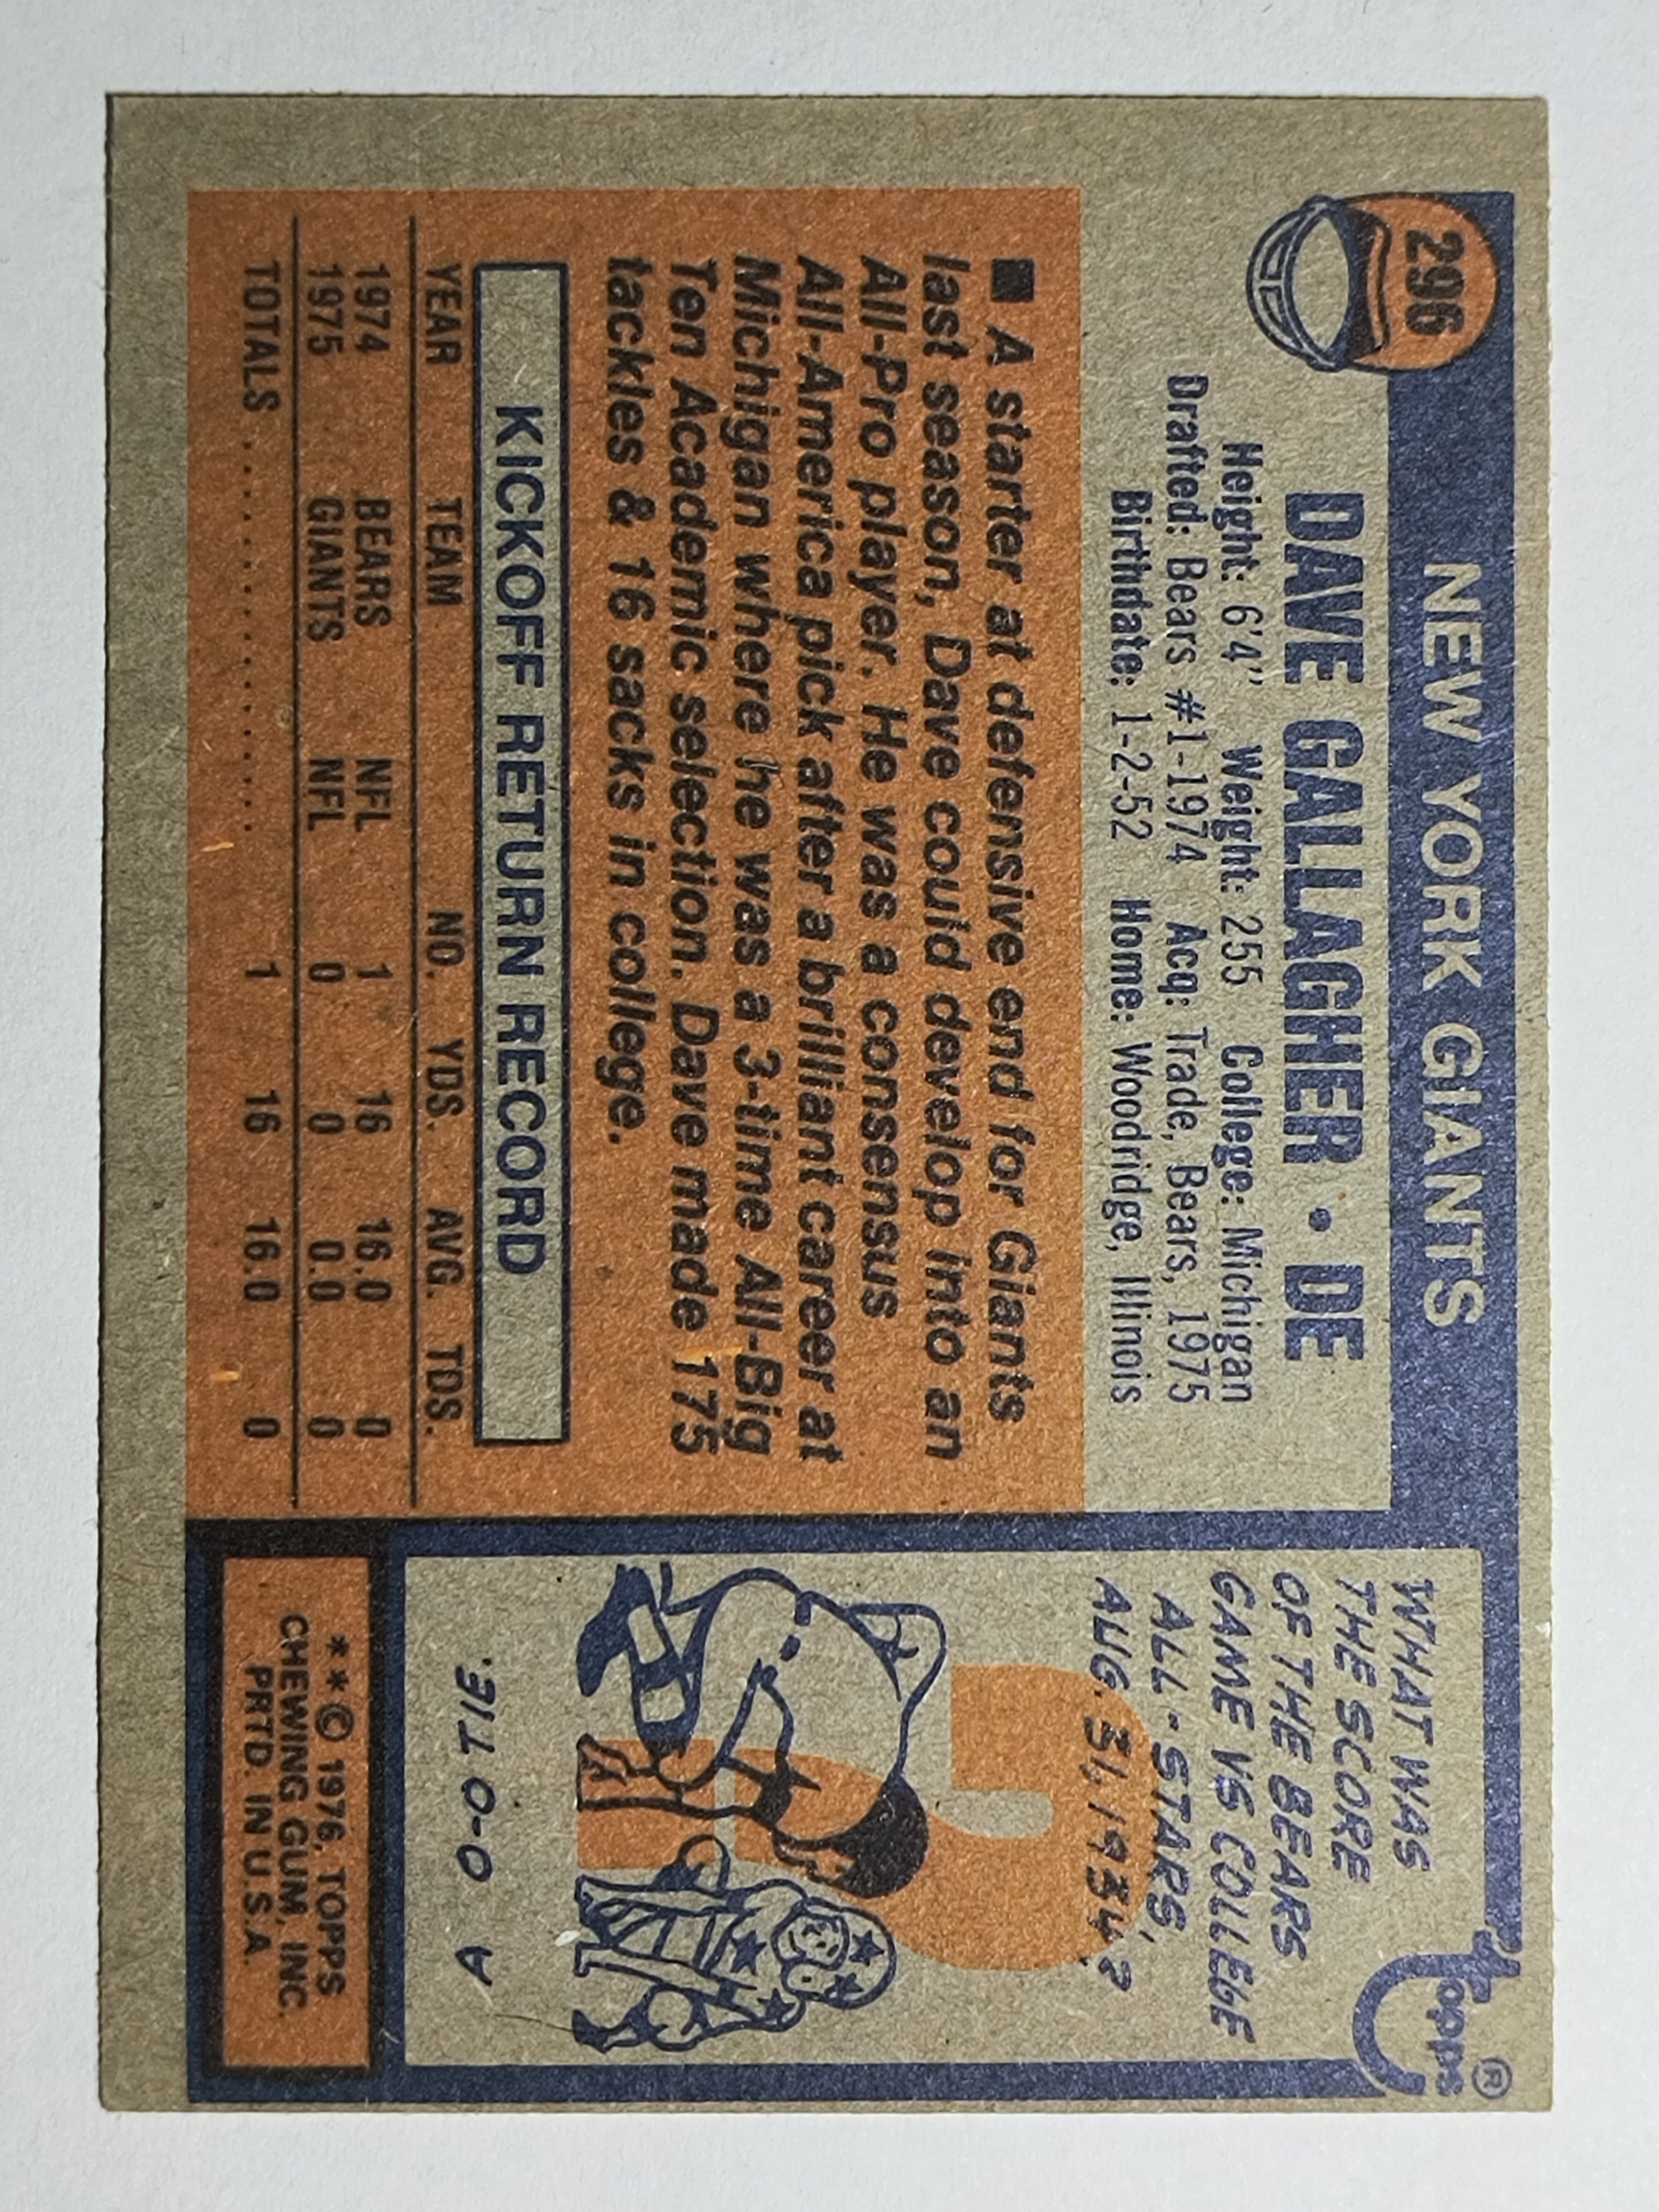 296
NEW YORK GIANTS
DAVE GALLAGHER • DE
Height: 6'4" Weight: 255 College: Michigan
Drafted: Bears #1-1974 Acq: Trade, Bears, 1975
Birthdate: 1-2-52 Home: Woodridge, Illinois
■ A starter at defensive end for Giants
last season, Dave could develop into an
All-Pro player. He was a consensus
All-America pick after a brilliant career at
Michigan where he was a 3-time All-Big
Ten Academic selection. Dave made 175
tackles & 16 sacks in college.
KICKOFF RETURN RECORD
YEAR TEAM NO. YDS. AVG. TDS.
1974 BEARS NFL 1 16 16.0 0
1975 GIANTS NFL 0 0 0.0 0
TOTALS .................. 1 16 16.0 0
topps ®
WHAT WAS
THE SCORE
OF THE BEARS
GAME VS COLLEGE
ALL-STARS,
AUG. 31, 1934?
A 0-0 TIE.
**© 1976, TOPPS
CHEWING GUM, INC.
PRTD. IN U.S.A.